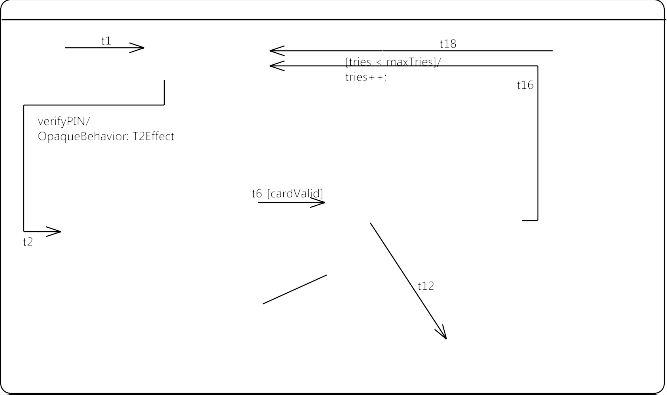 t1
t18
[tries < maxTries]/
tries++;
t16
verifyPIN/
OpaqueBehavior: T2Effect
t6 [cardValid]
t2
t12